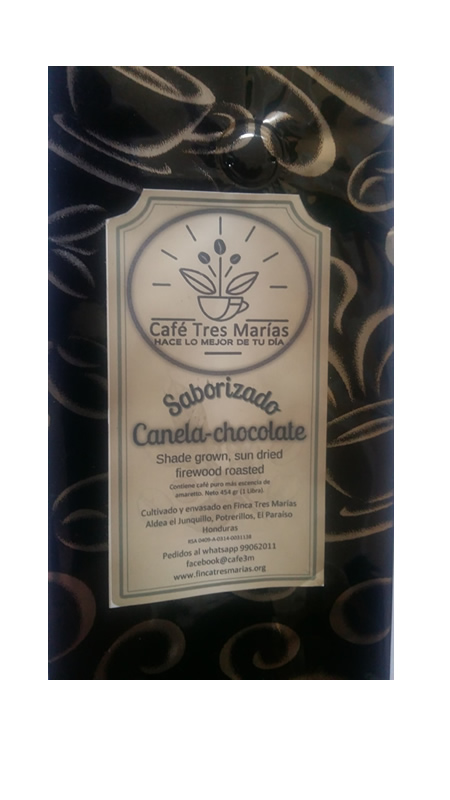 Café Tres Marías
HACE LO MEJOR DE TU DÍA
Saborizado
Canela-chocolate
Shade grown, sun dried
firewood roasted
Contiene café puro más escancia de
amaretto. Neto 454 gr (1 Libra).
Cultivado y envasado en Finca Tres Marías
Aldea el Junquillo, Potrerillos, El Paraíso
Honduras
Pedidos al whatsapp 99062011
facebook@cafe3m
www.fincatresmarias.org